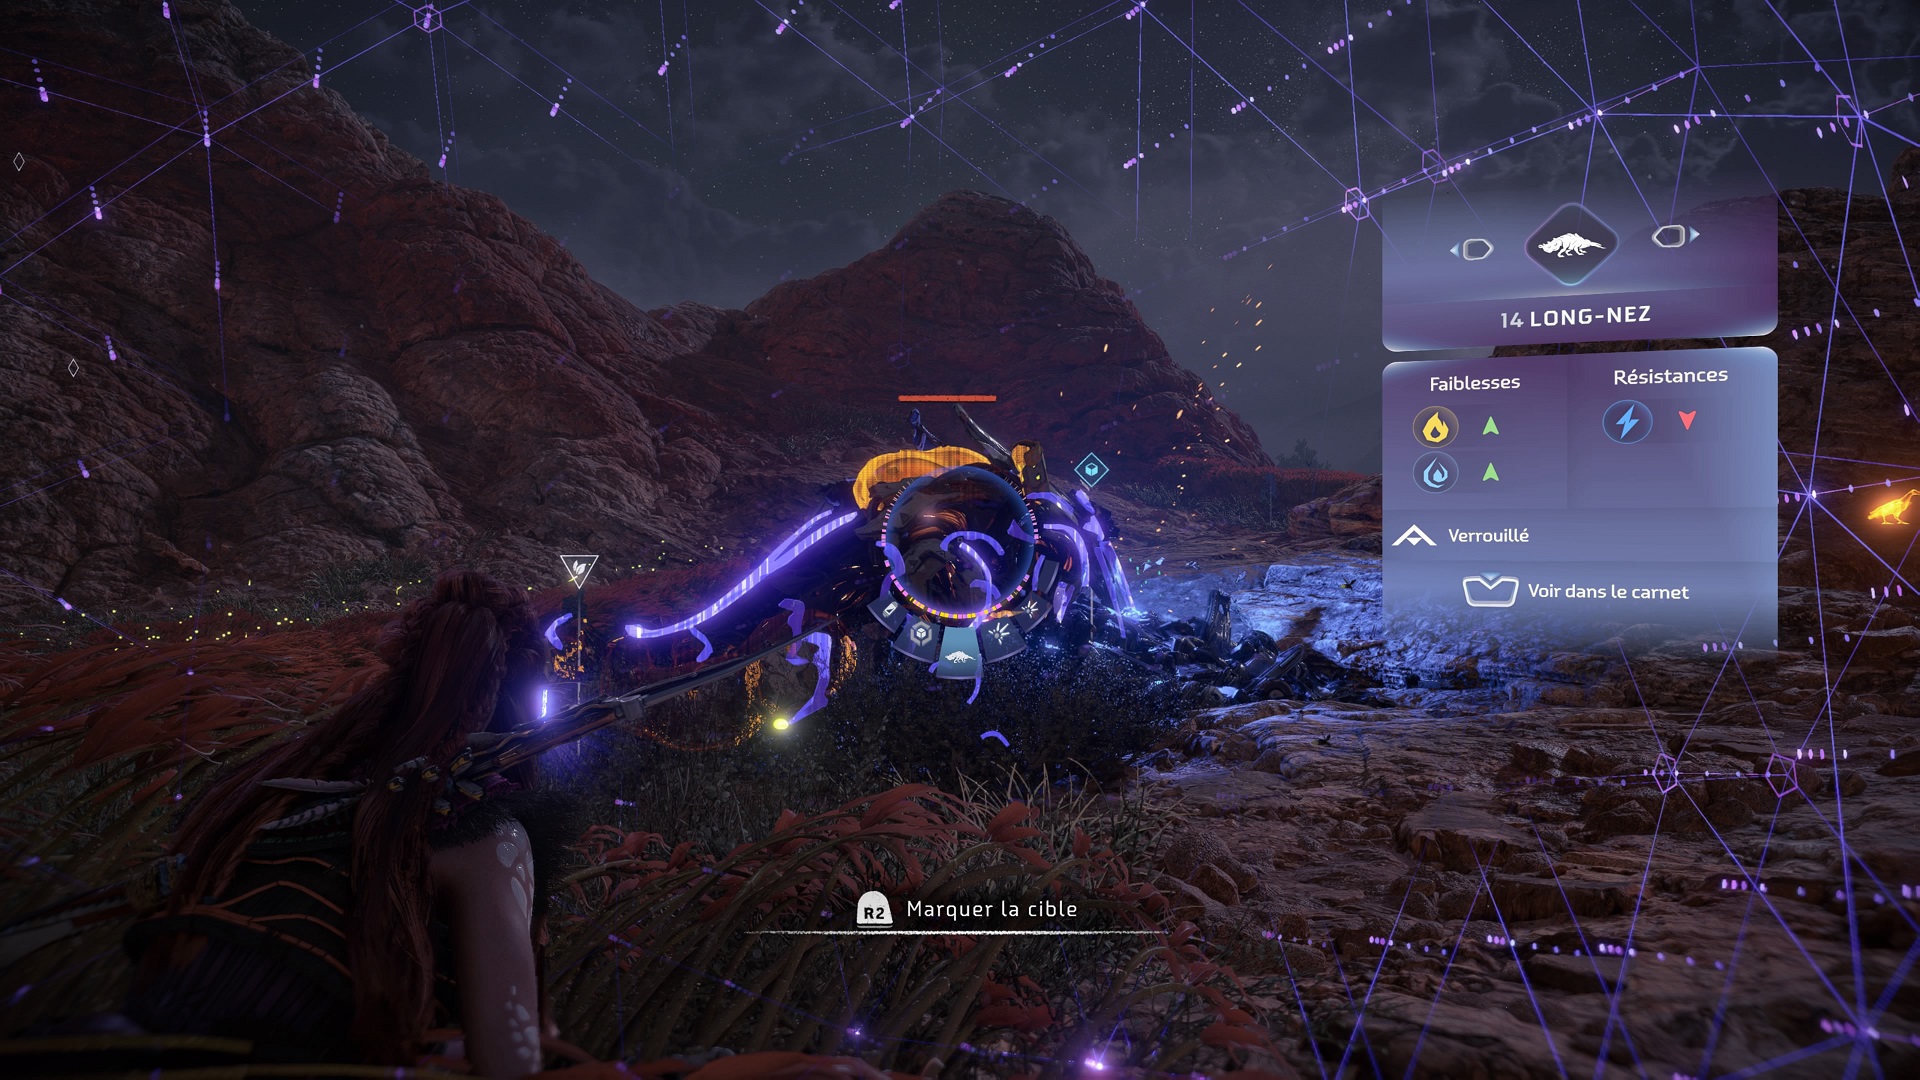 14 LONG-NEZ
Faiblesses
Résistances
Verrouillé
Voir dans le carnet
R2 Marquer la cible